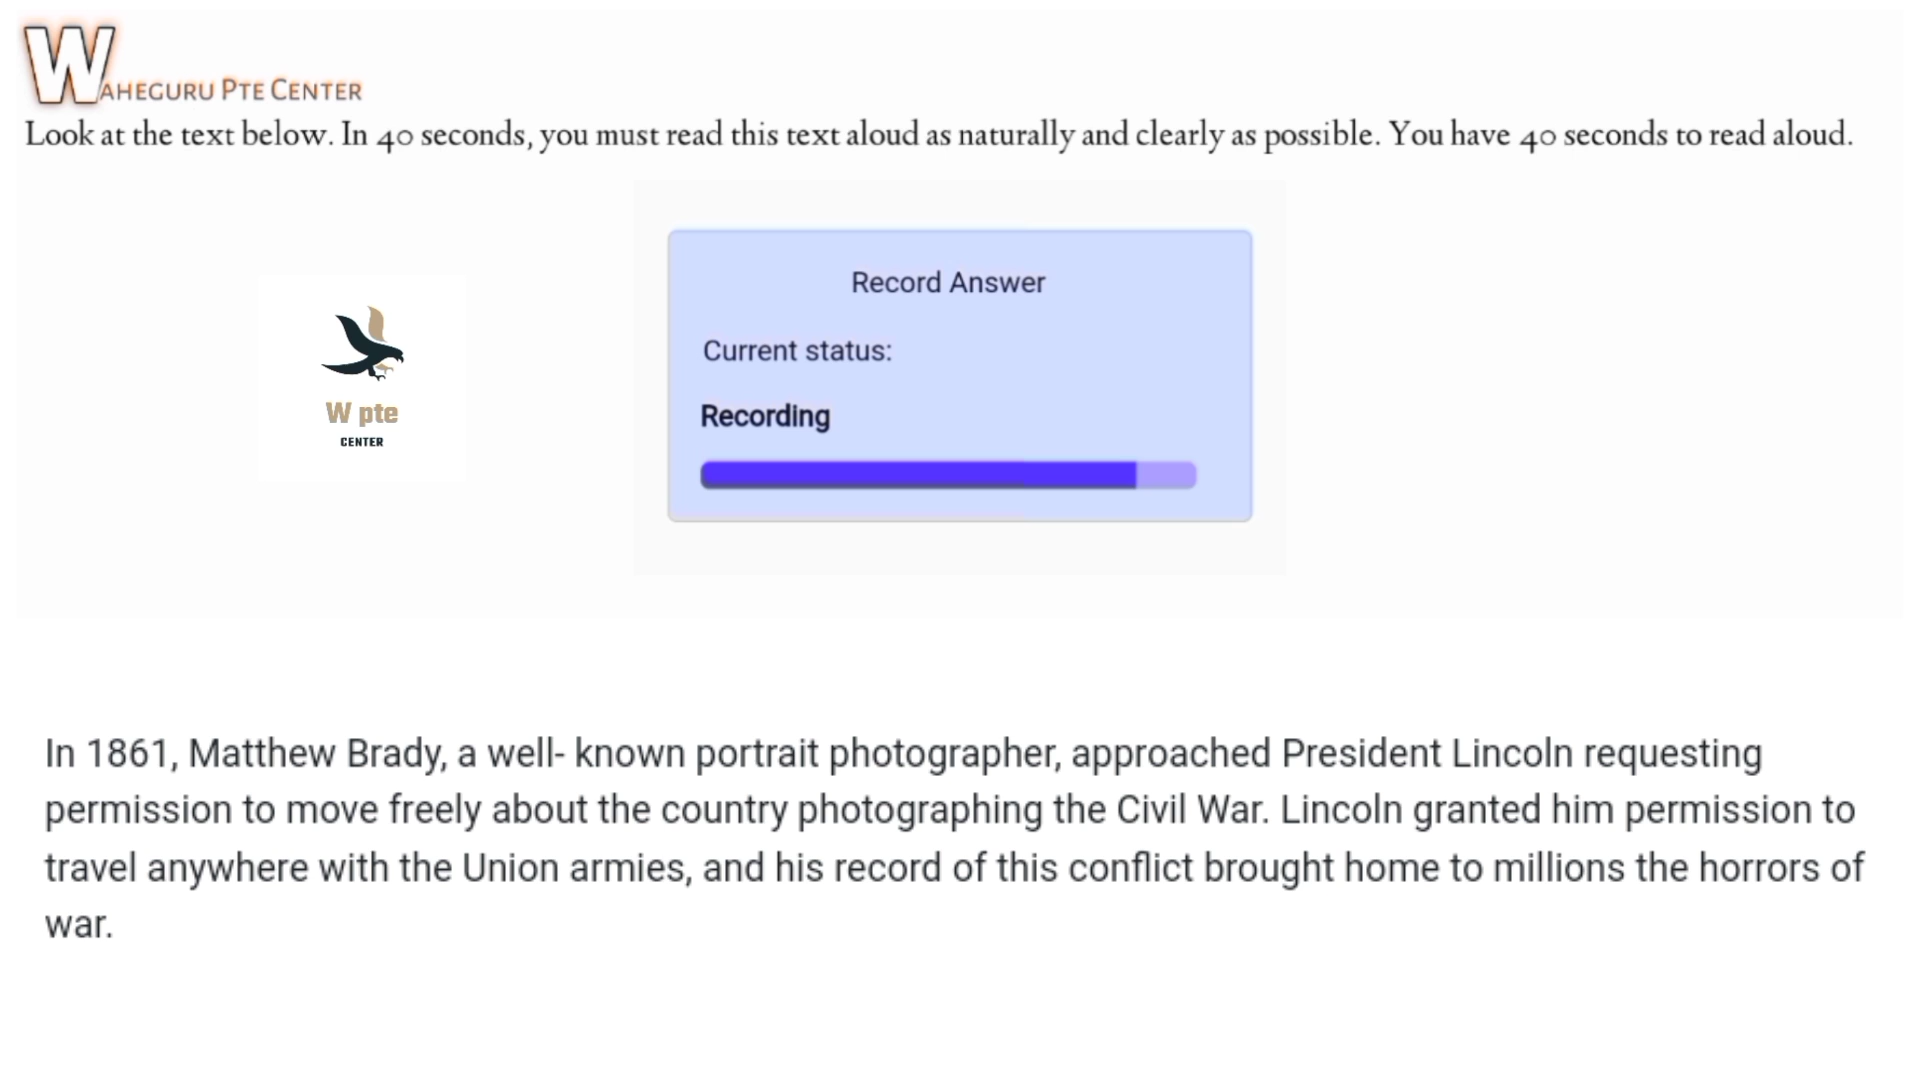 WAHEGURU PTE CENTER
Look at the text below. In 40 seconds, you must read this text aloud as naturally and clearly as possible. You have 40 seconds to read aloud.
Record Answer
Current status:
Recording
W pte
CENTER
In 1861, Matthew Brady, a well- known portrait photographer, approached President Lincoln requesting
permission to move freely about the country photographing the Civil War. Lincoln granted him permission to
travel anywhere with the Union armies, and his record of this conflict brought home to millions the horrors of
war.